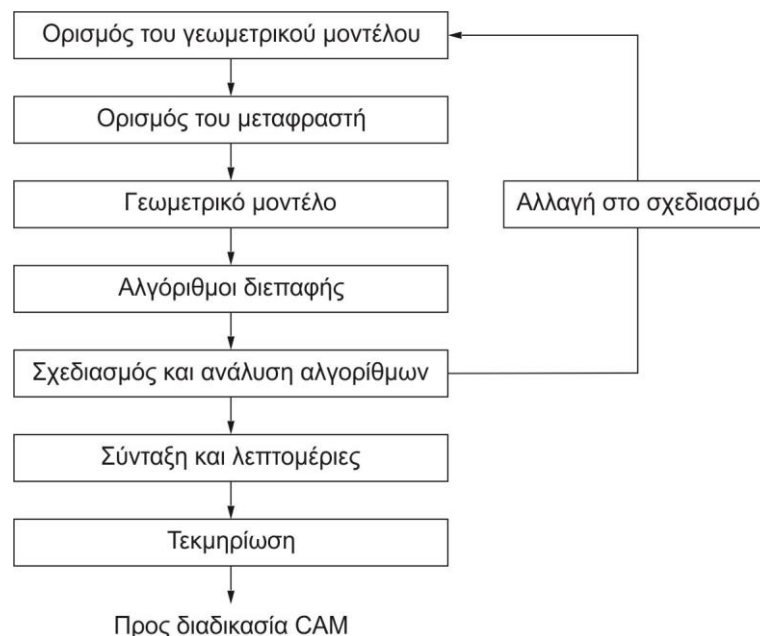 Ορισμός του γεωμετρικού μοντέλου
Ορισμός του μεταφραστή
Γεωμετρικό μοντέλο
Αλλαγή στο σχεδιασμό
Αλγόριθμοι διεπαφής
Σχεδιασμός και ανάλυση αλγορίθμων
Σύνταξη και λεπτομέριες
Τεκμηρίωση
Προς διαδικασία CAM